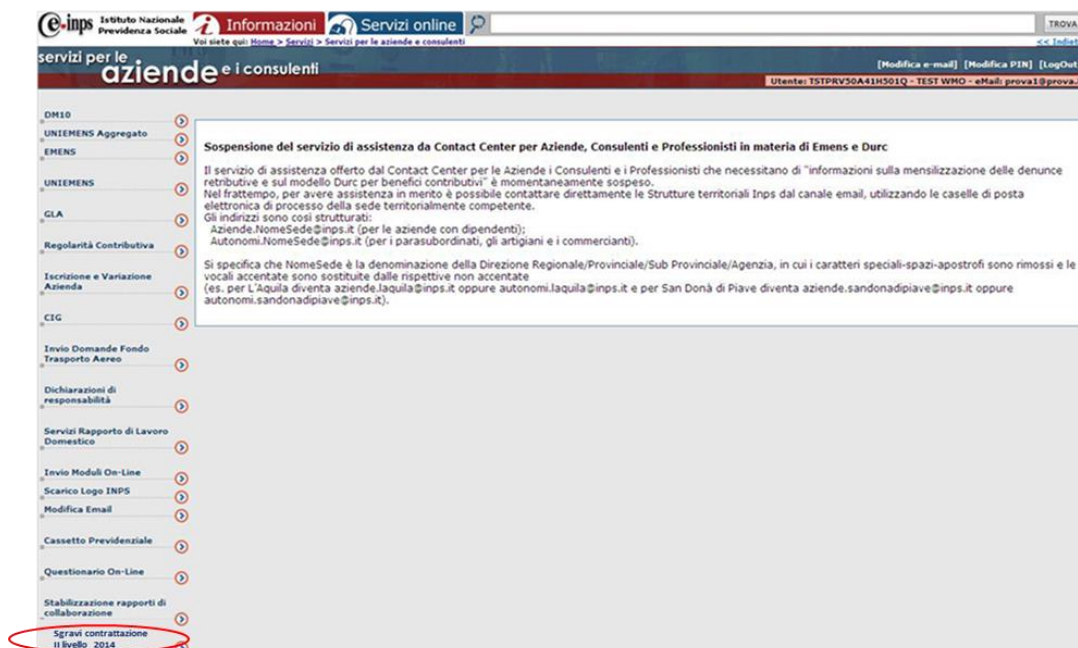 e-inps Istituto Nazionale
Previdenza Sociale
Informazioni
Servizi online
TROVA
Voi siete qui: Home > Servizi > Servizi per le aziende e consulenti
<< Indiet
servizi per le
aziende e i consulenti
[Modifica e-mail] [Modifica PIN] [LogOut
Utente: TSTPRV50A41H501Q - TEST WMO - eMail: prova1@prova.
DM10
UNIEMENS Aggregato
EMENS
UNIEMENS
GLA
Regolarità Contributiva
Iscrizione e Variazione
Azienda
CIG
Invio Domande Fondo
Trasporto Aereo
Dichiarazioni di
responsabilità
Servizi Rapporto di Lavoro
Domestico
Invio Moduli On-Line
Scarico Logo INPS
Modifica Email
Cassetto Previdenziale
Questionario On-Line
Stabilizzazione rapporti di
collaborazione
Sgravi contrattazione
II livello 2014
Sospensione del servizio di assistenza da Contact Center per Aziende, Consulenti e Professionisti in materia di Emens e Durc
Il servizio di assistenza offerto dal Contact Center per le Aziende i Consulenti e i Professionisti che necessitano di "informazioni sulla mensilizzazione delle denunce
retributive e sul modello Durc per benefici contributivi" è momentaneamente sospeso.
Nel frattempo, per avere assistenza in merito è possibile contattare direttamente le Strutture territoriali Inps dal canale email, utilizzando le caselle di posta
elettronica di processo della sede territorialmente competente.
Gli indirizzi sono così strutturati:
Aziende.NomeSede@inps.it (per le aziende con dipendenti);
Autonomi.NomeSede@inps.it (per i parasubordinati, gli artigiani e i commercianti).
Si specifica che NomeSede è la denominazione della Direzione Regionale/Provinciale/Sub Provinciale/Agenzia, in cui i caratteri speciali-spazi-apostrofi sono rimossi e le
vocali accentate sono sostituite dalle rispettive non accentate
(es. per L'Aquila diventa aziende.laquila@inps.it oppure autonomi.laquila@inps.it e per San Donà di Piave diventa aziende.sandonadipiave@inps.it oppure
autonomi.sandonadipiave@inps.it).